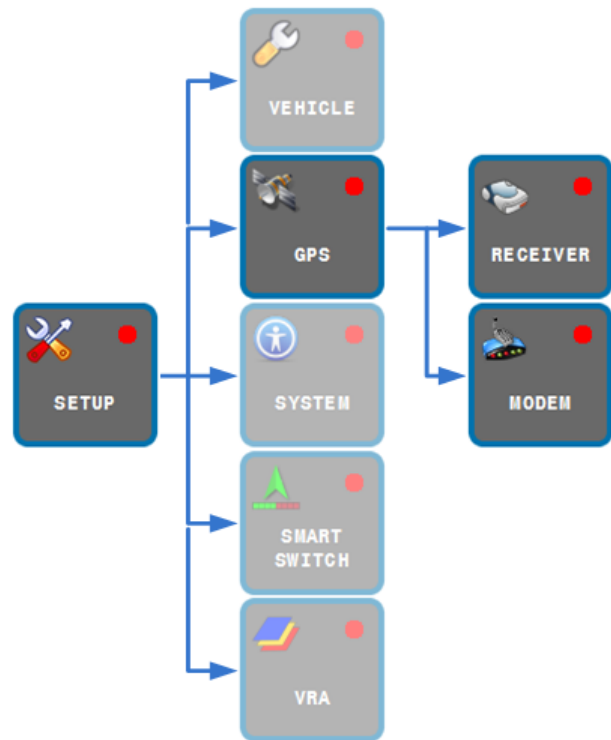 VEHICLE
GPS
RECEIVER
SETUP
SYSTEM
MODEM
SMART
SWITCH
VRA